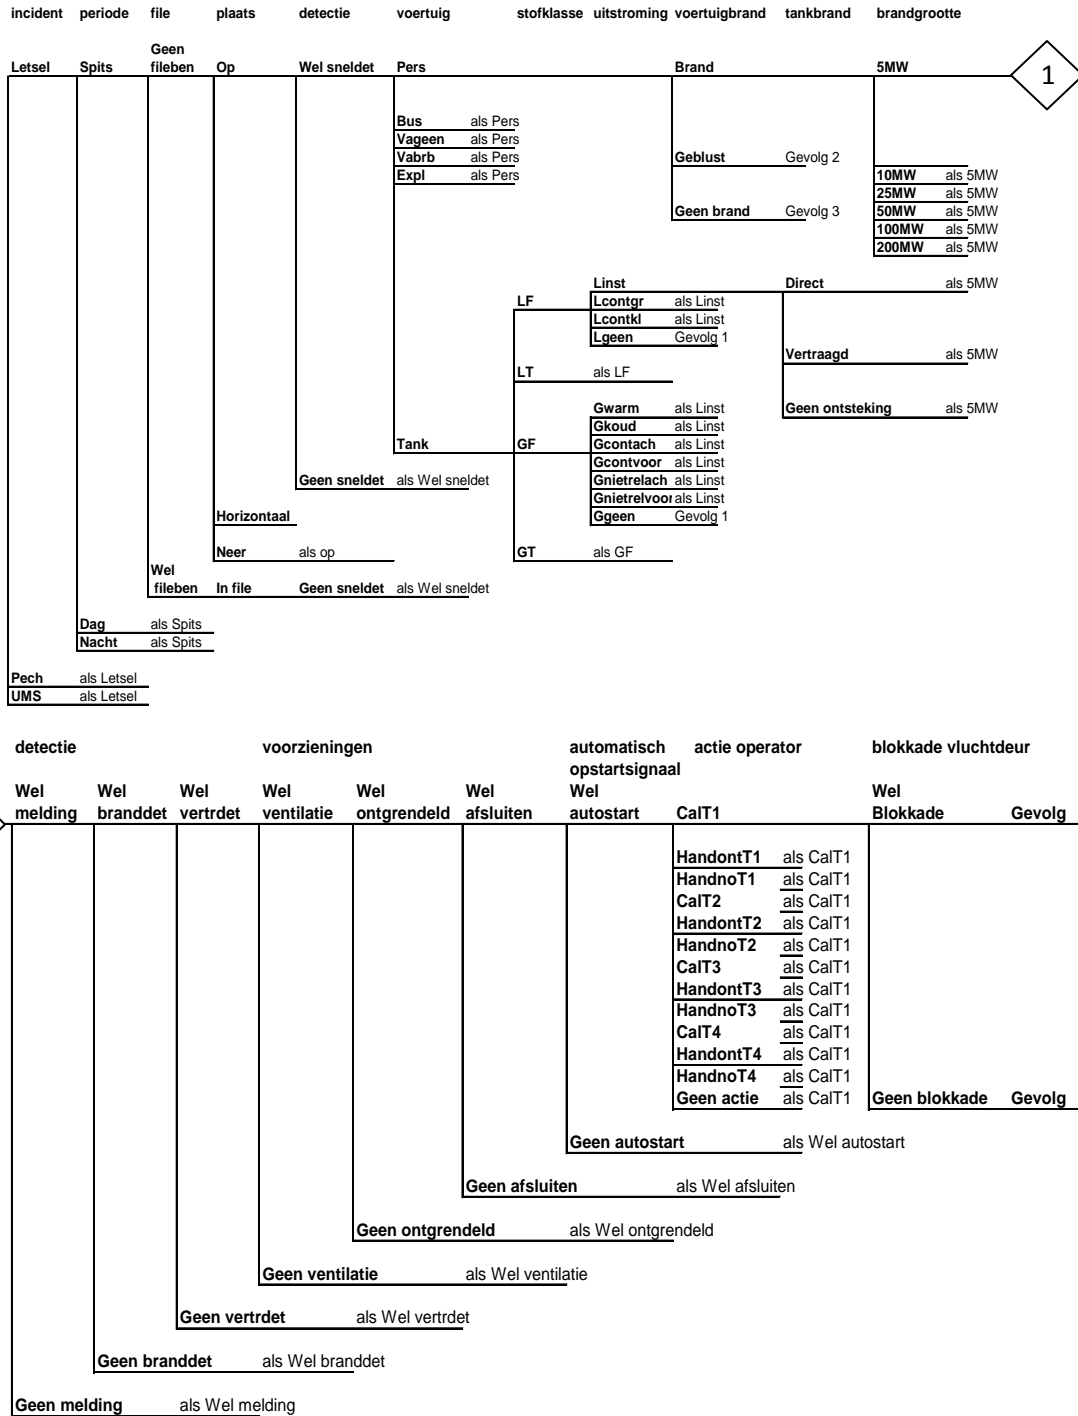 incident periode file plaats detectie voertuig stofklasse uitstroming voertuigbrand tankbrand brandgrootte
Geen
Letsel Spits fileben Op Wel sneldet Pers Brand 5MW 1
Bus als Pers
Vageen als Pers
Vabrb als Pers Geblust Gevolg 2
Expl als Pers 10MW als 5MW
25MW als 5MW
Geen brand Gevolg 3 50MW als 5MW
100MW als 5MW
200MW als 5MW
Linst Direct als 5MW
LF Lcontgr als Linst
Lcontkl als Linst
Lgeen Gevolg 1
Vertraagd als 5MW
LT als LF
Gwarm als Linst Geen ontsteking als 5MW
Gkoud als Linst
Tank GF Gcontach als Linst
Gcontvoor als Linst
Geen sneldet als Wel sneldet Gnietrelach als Linst
Gnietrelvoor als Linst
Horizontaal Ggeen Gevolg 1
Neer als op GT als GF
Wel
fileben In file Geen sneldet als Wel sneldet
Dag als Spits
Nacht als Spits
Pech als Letsel
UMS als Letsel
detectie voorzieningen automatisch actie operator blokkade vluchtdeur
opstartsignaal
Wel Wel Wel Wel Wel Wel Wel Wel
melding branddet vertrdet ventilatie ontgrendeld afsluiten autostart CalT1 Blokkade Gevolg
HandontT1 als CalT1
HandnoT1 als CalT1
CalT2 als CalT1
HandontT2 als CalT1
HandnoT2 als CalT1
CalT3 als CalT1
HandontT3 als CalT1
HandnoT3 als CalT1
CalT4 als CalT1
HandontT4 als CalT1
HandnoT4 als CalT1
Geen actie als CalT1 Geen blokkade Gevolg
Geen autostart als Wel autostart
Geen afsluiten als Wel afsluiten
Geen ontgrendeld als Wel ontgrendeld
Geen ventilatie als Wel ventilatie
Geen vertrdet als Wel vertrdet
Geen branddet als Wel branddet
Geen melding als Wel melding